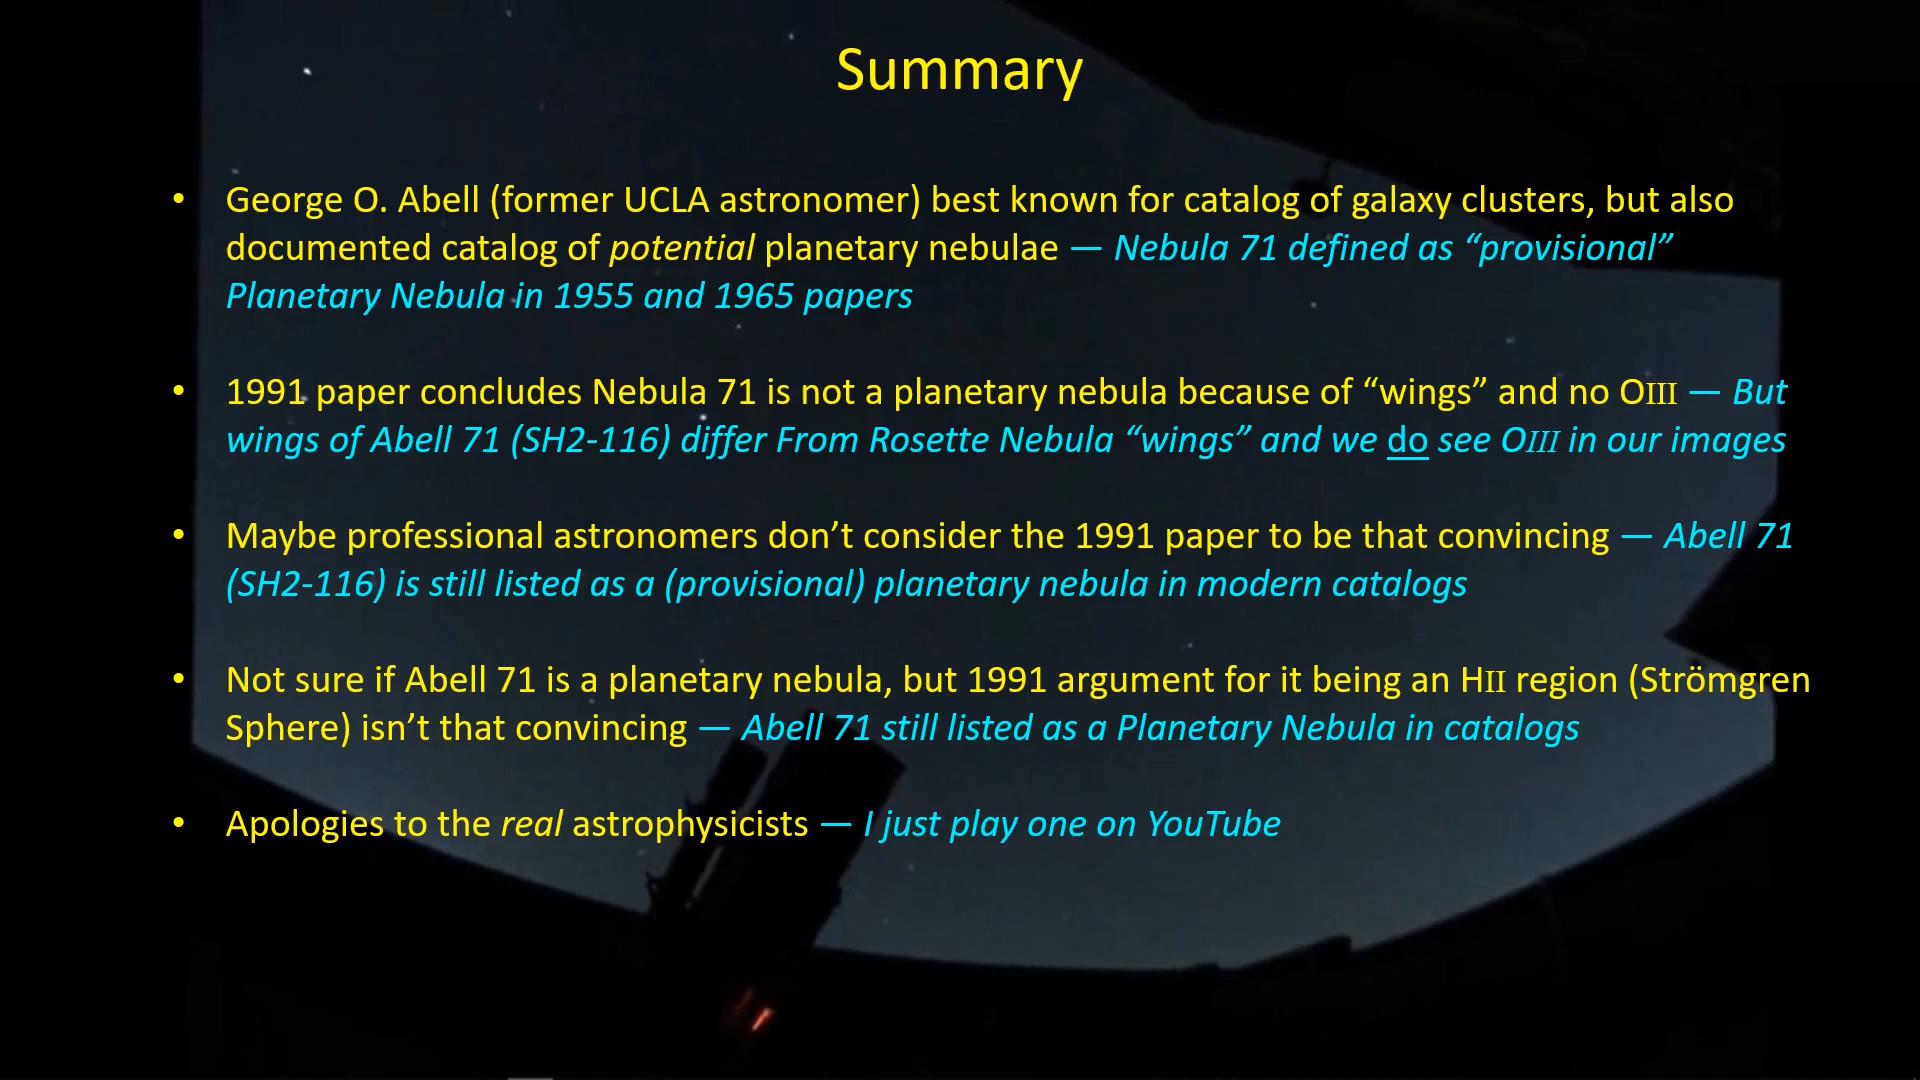 Summary
• George O. Abell (former UCLA astronomer) best known for catalog of galaxy clusters, but also
documented catalog of potential planetary nebulae — Nebula 71 defined as “provisional”
Planetary Nebula in 1955 and 1965 papers
• 1991 paper concludes Nebula 71 is not a planetary nebula because of “wings” and no OIII — But
wings of Abell 71 (SH2-116) differ From Rosette Nebula “wings” and we do see OIII in our images
• Maybe professional astronomers don’t consider the 1991 paper to be that convincing — Abell 71
(SH2-116) is still listed as a (provisional) planetary nebula in modern catalogs
• Not sure if Abell 71 is a planetary nebula, but 1991 argument for it being an HII region (Strömgren
Sphere) isn’t that convincing — Abell 71 still listed as a Planetary Nebula in catalogs
• Apologies to the real astrophysicists — I just play one on YouTube